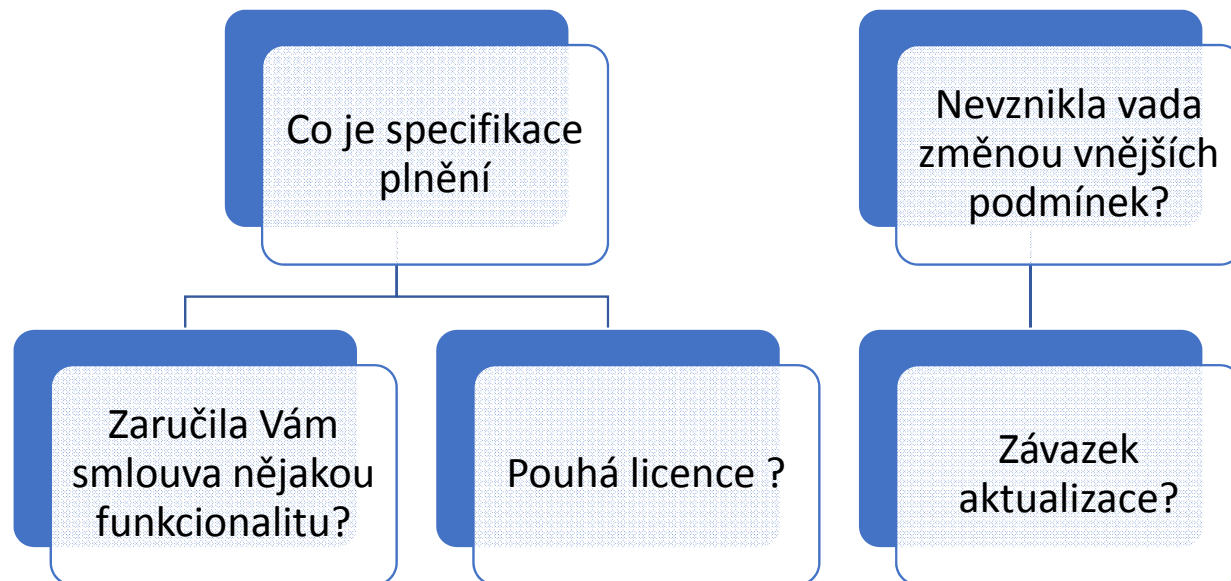 Co je specifikace
plnění
Nevznikla vada
změnou vnějších
podmínek?
Zaručila Vám
smlouva nějakou
funkcionalitu?
Pouhá licence ?
Závazek
aktualizace?